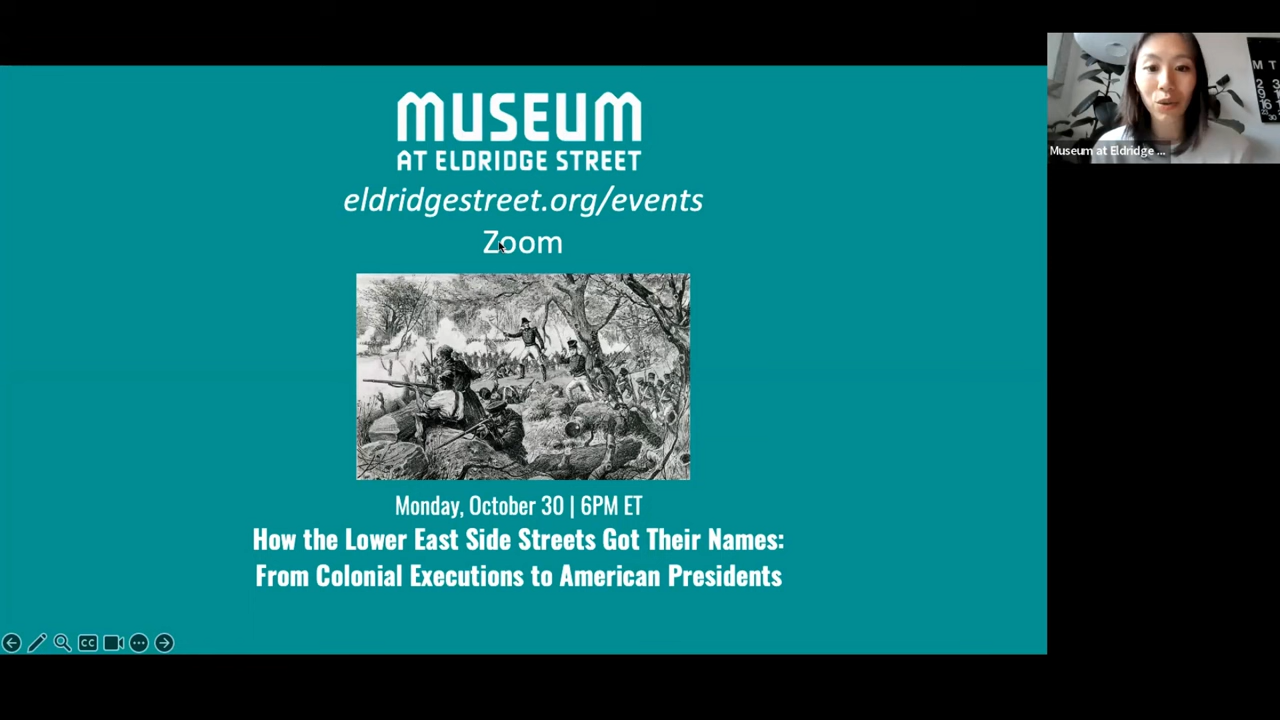 MUSEUM
AT ELDRIDGE STREET
eldridgestreet.org/events
Zoom
Monday, October 30 | 6PM ET
How the Lower East Side Streets Got Their Names:
From Colonial Executions to American Presidents
CC
Museum at Eldridge ...
M T